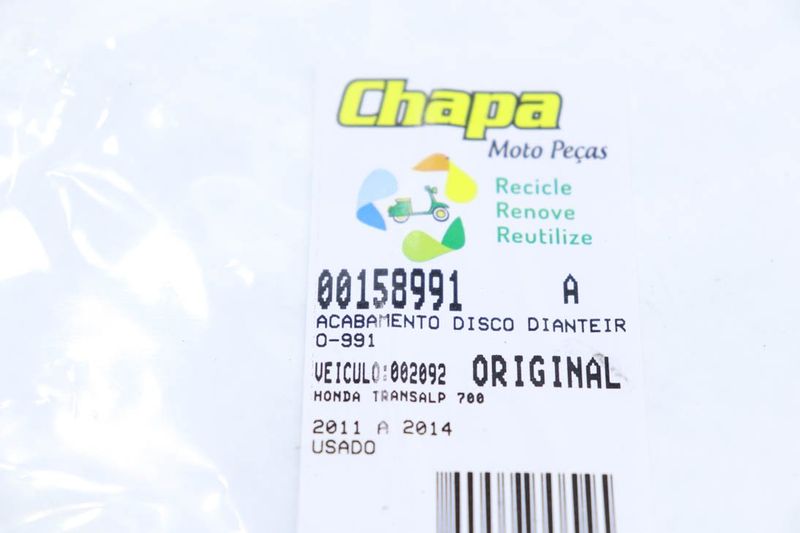 Chapa
Moto Peças
Recicle
Renove
Reutilize
00158991 A
ACABAMENTO DISCO DIANTEIR
O-991
VEICULO:002092 ORIGINAL
HONDA TRANSALP 700
2011 A 2014
USADO